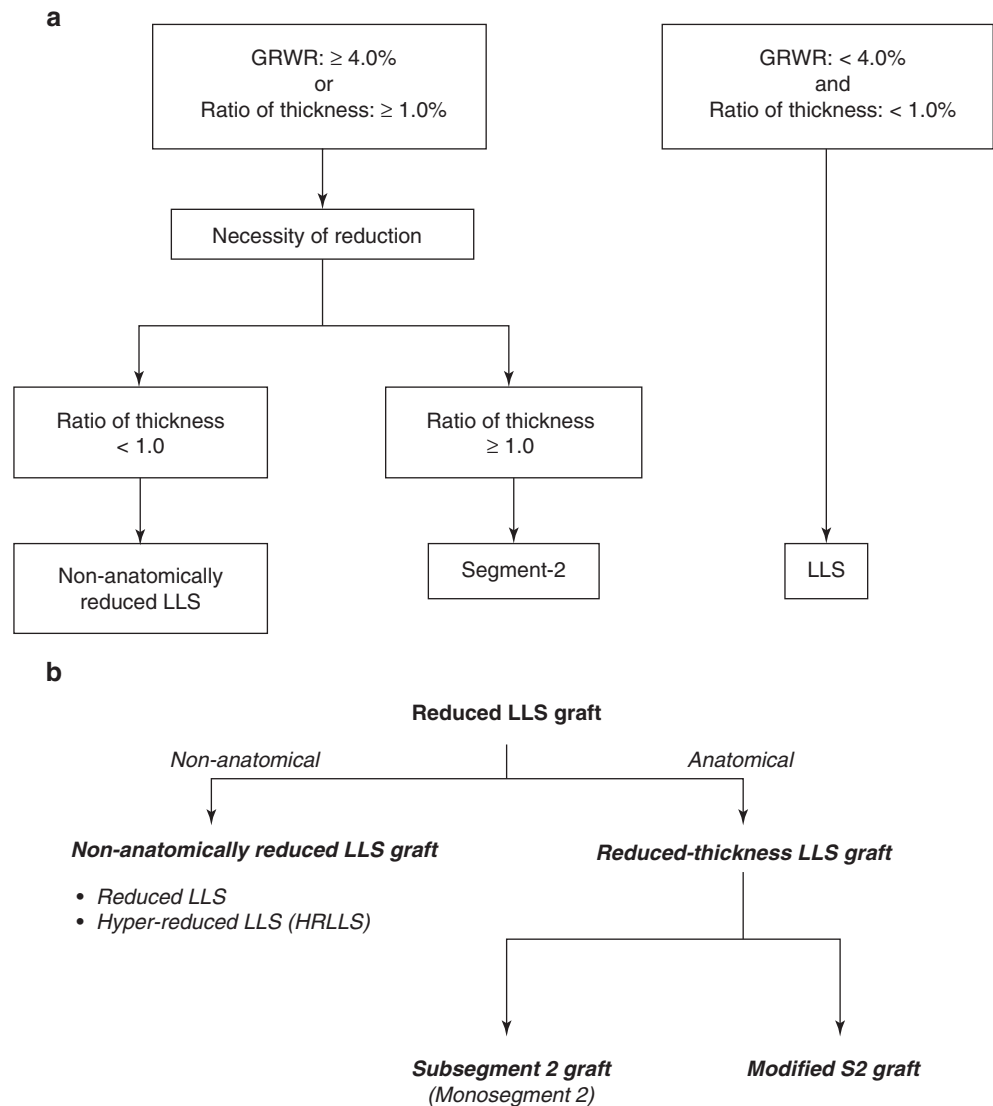 a
GRWR: ≥ 4.0%
or
Ratio of thickness: ≥ 1.0%
GRWR: < 4.0%
and
Ratio of thickness: < 1.0%
Necessity of reduction
Ratio of thickness
< 1.0
Ratio of thickness
≥ 1.0
Non-anatomically
reduced LLS
Segment-2
LLS
b
Reduced LLS graft
Non-anatomical
Anatomical
Non-anatomically reduced LLS graft
• Reduced LLS
• Hyper-reduced LLS (HRLLS)
Reduced-thickness LLS graft
Subsegment 2 graft
(Monosegment 2)
Modified S2 graft